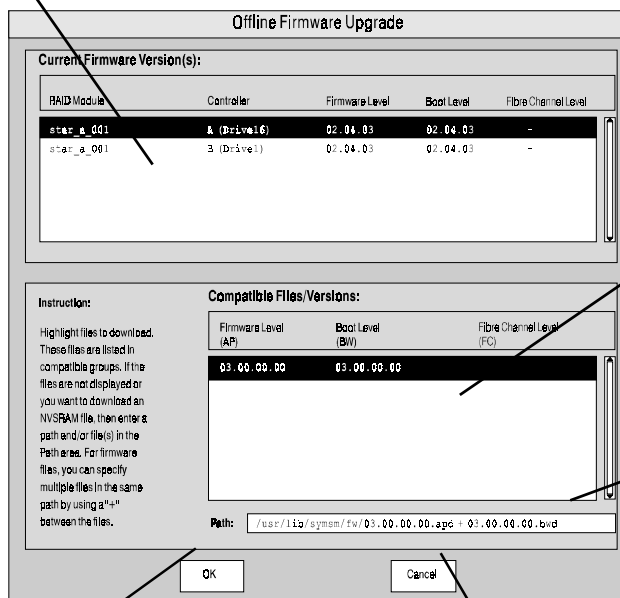 Offline Firmware Upgrade
Current Firmware Version(s):
RAID Module Controller Firmware Level Boot Level Fibre Channel Level
star_a_001 A (Drive16) 02.04.03 02.04.03 -
star_a_001 B (Drive1) 02.04.03 02.04.03 -
Instruction:
Highlight files to download.
These files are listed in
compatible groups. If the
files are not displayed or
you want to download an
NVSRAM file, then enter a
path and/or file(s) in the
Path area. For firmware
files, you can specify
multiple files in the same
path by using a "+"
between the files.
Compatible Files/Versions:
Firmware Level Boot Level Fibre Channel Level
(AP) (BW) (FC)
03.00.00.00 03.00.00.00
Path: /usr/lib/symsm/fw/03.00.00.00.apd + 03.00.00.00.bwd
OK Cancel